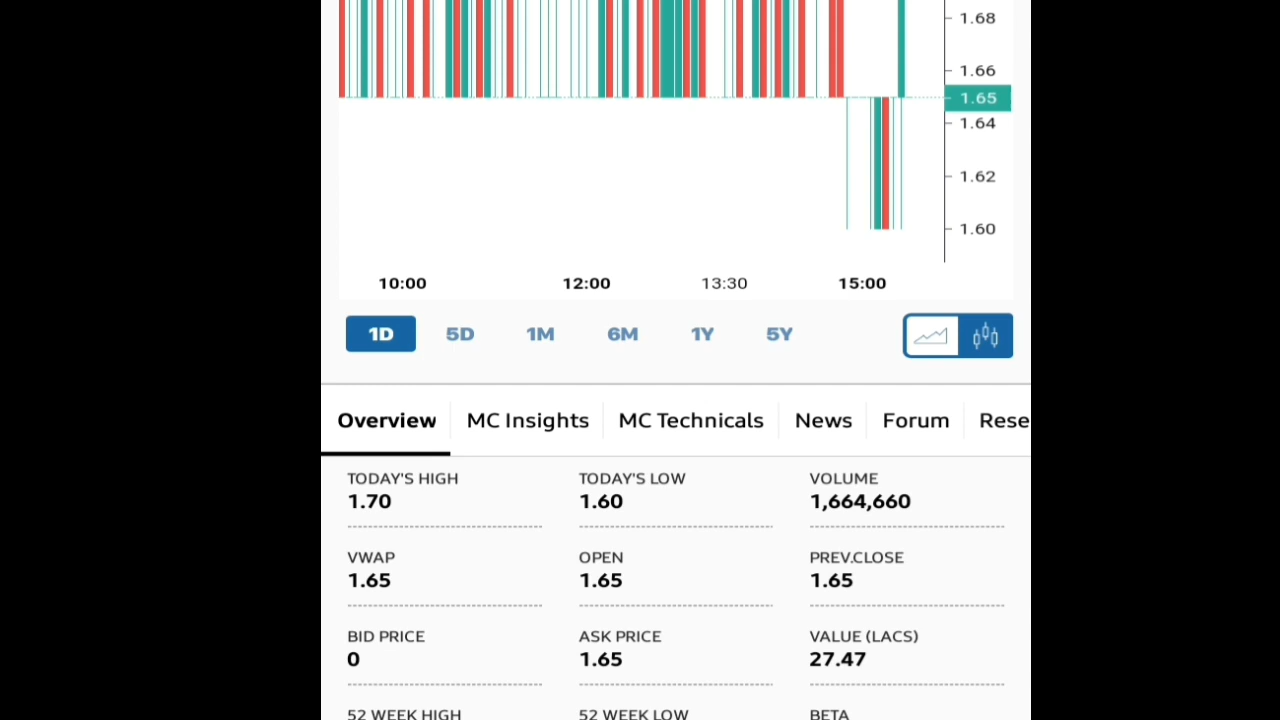 1.68
1.66
1.65
1.64
1.62
1.60
10:00 12:00 13:30 15:00
1D 5D 1M 6M 1Y 5Y
Overview MC Insights MC Technicals News Forum Rese
TODAY'S HIGH TODAY'S LOW VOLUME
1.70 1.60 1,664,660
VWAP OPEN PREV.CLOSE
1.65 1.65 1.65
BID PRICE ASK PRICE VALUE (LACS)
0 1.65 27.47
52 WEEK HIGH 52 WEEK LOW BETA